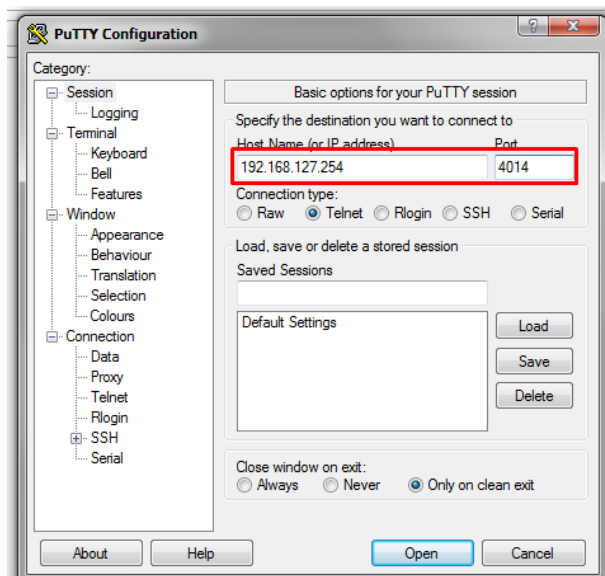 PuTTY Configuration
Category:
Session
Logging
Terminal
Keyboard
Bell
Features
Window
Appearance
Behaviour
Translation
Selection
Colours
Connection
Data
Proxy
Telnet
Rlogin
SSH
Serial
Basic options for your PuTTY session
Specify the destination you want to connect to
Host Name (or IP address) Port
192.168.127.254 4014
Connection type:
Raw Telnet Rlogin SSH Serial
Load, save or delete a stored session
Saved Sessions
Default Settings
Load
Save
Delete
Close window on exit:
Always Never Only on clean exit
About Help Open Cancel